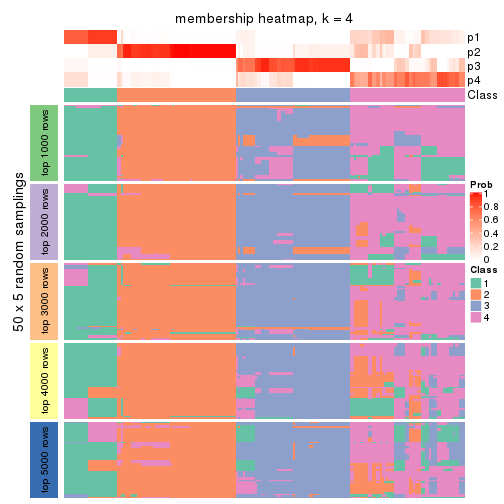 membership heatmap, k = 4
p1
p2
p3
p4
Class
50 x 5 random samplings
top 1000 rows
top 2000 rows
top 3000 rows
top 4000 rows
top 5000 rows
Prob
1
0.8
0.6
0.4
0.2
0
Class
1
2
3
4